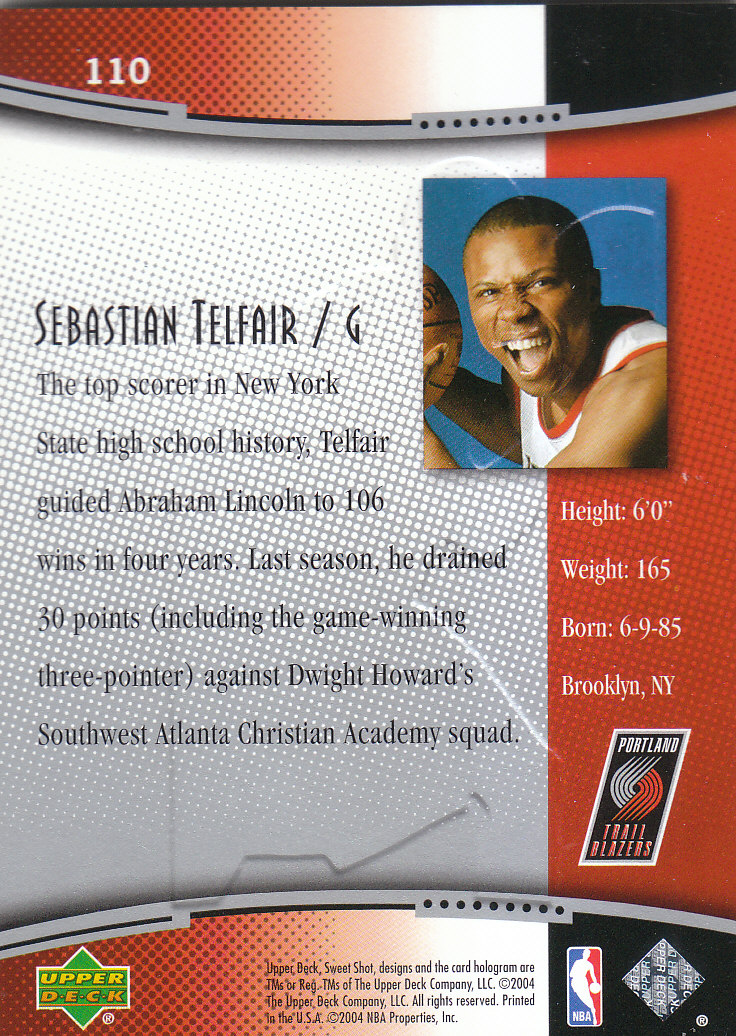 110
SEBASTIAN TELFAIR / G
The top scorer in New York
State high school history, Telfair
guided Abraham Lincoln to 106
wins in four years. Last season, he drained
30 points (including the game-winning
three-pointer) against Dwight Howard's
Southwest Atlanta Christian Academy squad.
Height: 6'0"
Weight: 165
Born: 6-9-85
Brooklyn, NY
PORTLAND
TRAIL
BLAZERS
UPPER
D·E·C·K
®
Upper Deck, Sweet Shot, designs and the card hologram are
TMs or Reg. TMs of The Upper Deck Company, LLC. ©2004
The Upper Deck Company, LLC. All rights reserved. Printed
in the U.S.A. ©2004 NBA Properties, Inc.
NBA
UPPER DECK
®